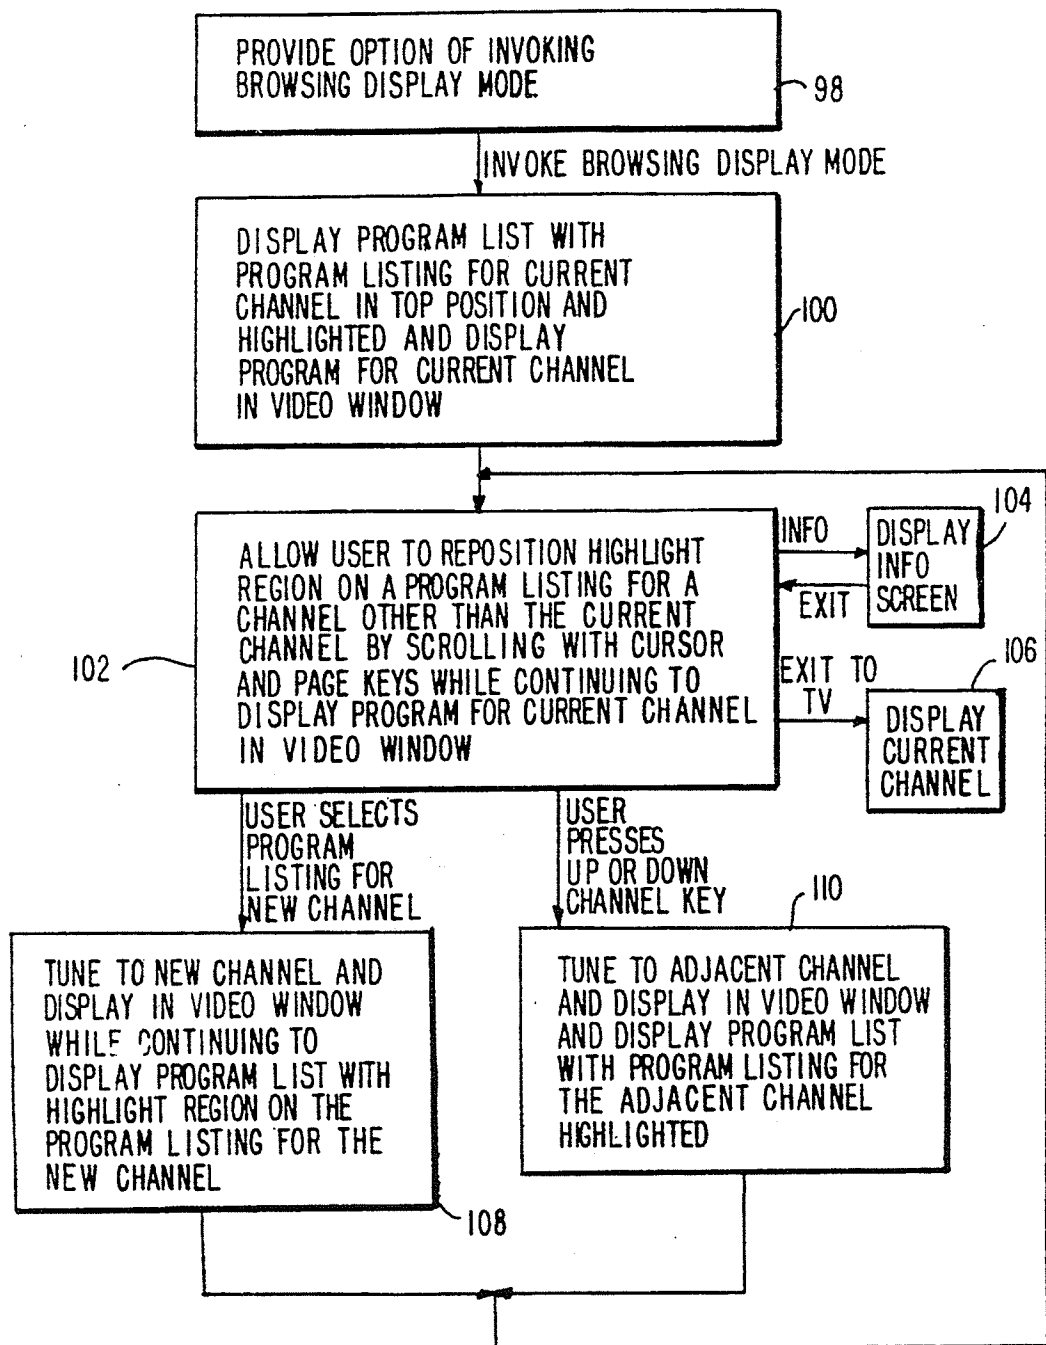 PROVIDE OPTION OF INVOKING
BROWSING DISPLAY MODE
98
INVOKE BROWSING DISPLAY MODE
DISPLAY PROGRAM LIST WITH
PROGRAM LISTING FOR CURRENT
CHANNEL IN TOP POSITION AND
HIGHLIGHTED AND DISPLAY
PROGRAM FOR CURRENT CHANNEL
IN VIDEO WINDOW
100
ALLOW USER TO REPOSITION HIGHLIGHT
REGION ON A PROGRAM LISTING FOR A
CHANNEL OTHER THAN THE CURRENT
CHANNEL BY SCROLLING WITH CURSOR
AND PAGE KEYS WHILE CONTINUING TO
DISPLAY PROGRAM FOR CURRENT CHANNEL
IN VIDEO WINDOW
102
INFO
EXIT
DISPLAY
INFO
SCREEN
104
EXIT TO
TV
DISPLAY
CURRENT
CHANNEL
106
USER SELECTS
PROGRAM
LISTING FOR
NEW CHANNEL
USER
PRESSES
UP OR DOWN
CHANNEL KEY
TUNE TO NEW CHANNEL AND
DISPLAY IN VIDEO WINDOW
WHILE CONTINUING TO
DISPLAY PROGRAM LIST WITH
HIGHLIGHT REGION ON THE
PROGRAM LISTING FOR THE
NEW CHANNEL
108
TUNE TO ADJACENT CHANNEL
AND DISPLAY IN VIDEO WINDOW
AND DISPLAY PROGRAM LIST
WITH PROGRAM LISTING FOR
THE ADJACENT CHANNEL
HIGHLIGHTED
110